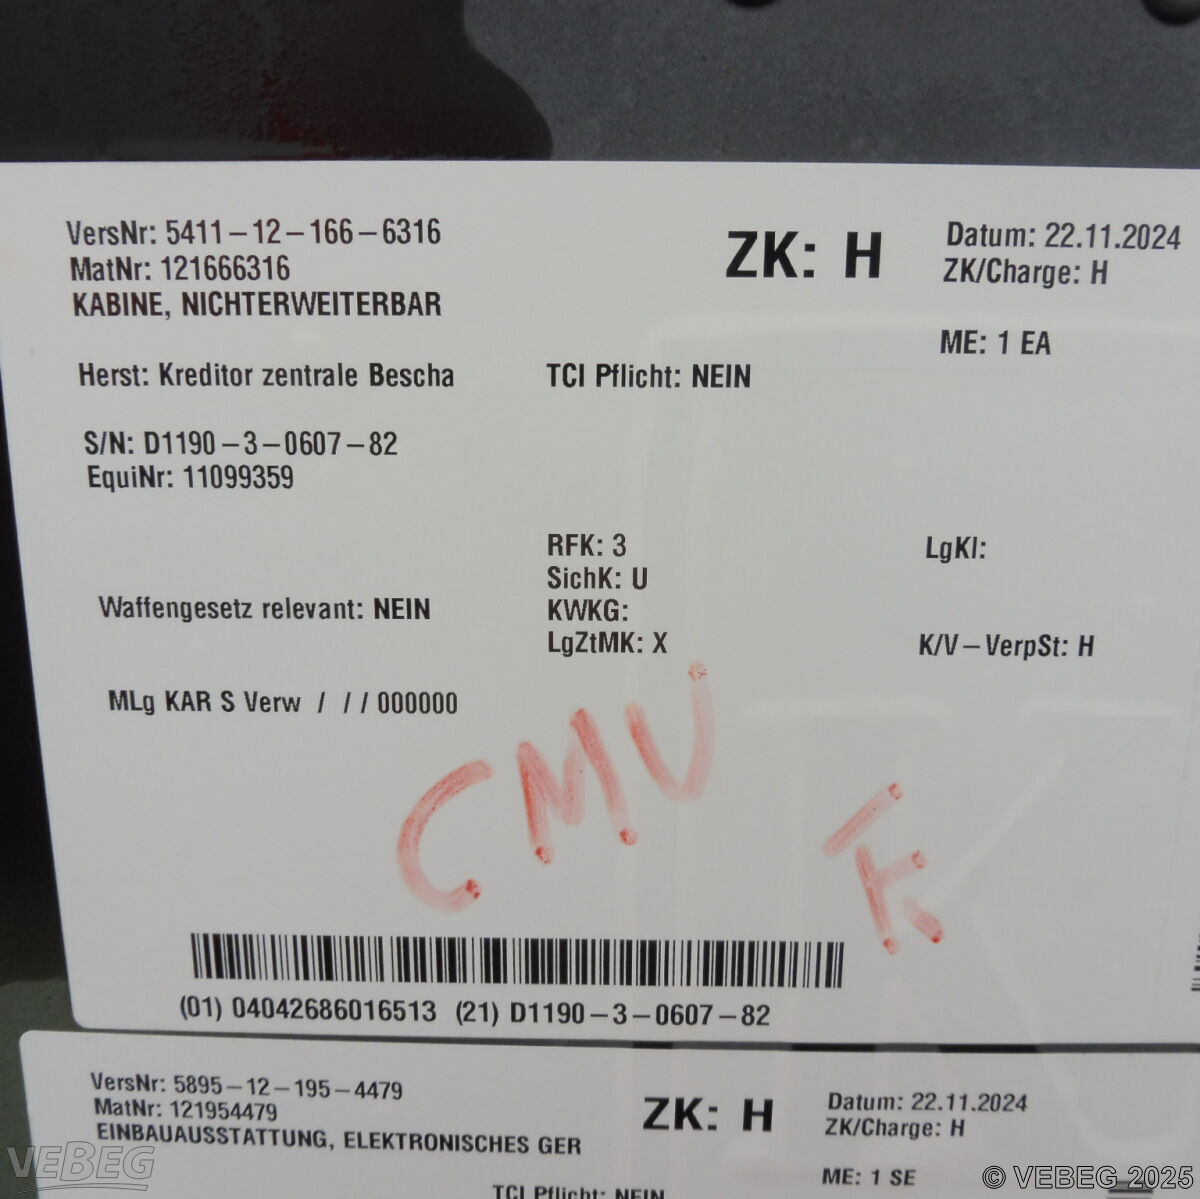 VersNr: 5411-12-166-6316
MatNr: 121666316
KABINE, NICHTERWEITERBAR
ZK: H
Datum: 22.11.2024
ZK/Charge: H
ME: 1 EA
Herst: Kreditor zentrale Bescha
TCI Pflicht: NEIN
S/N: D1190-3-0607-82
EquiNr: 11099359
RFK: 3
SichK: U
KWKG:
LgZtMK: X
LgKl:
Waffengesetz relevant: NEIN
K/V-VerpSt: H
MLg KAR S Verw / / / 000000
CMU
(01) 04042686016513 (21) D1190-3-0607-82
VersNr: 5895-12-195-4479
MatNr: 121954479
EINBAUAUSSTATTUNG, ELEKTRONISCHES GER
ZK: H
Datum: 22.11.2024
ZK/Charge: H
ME: 1 SE
TCI Pflicht: NEIN
VEBEG
© VEBEG 2025